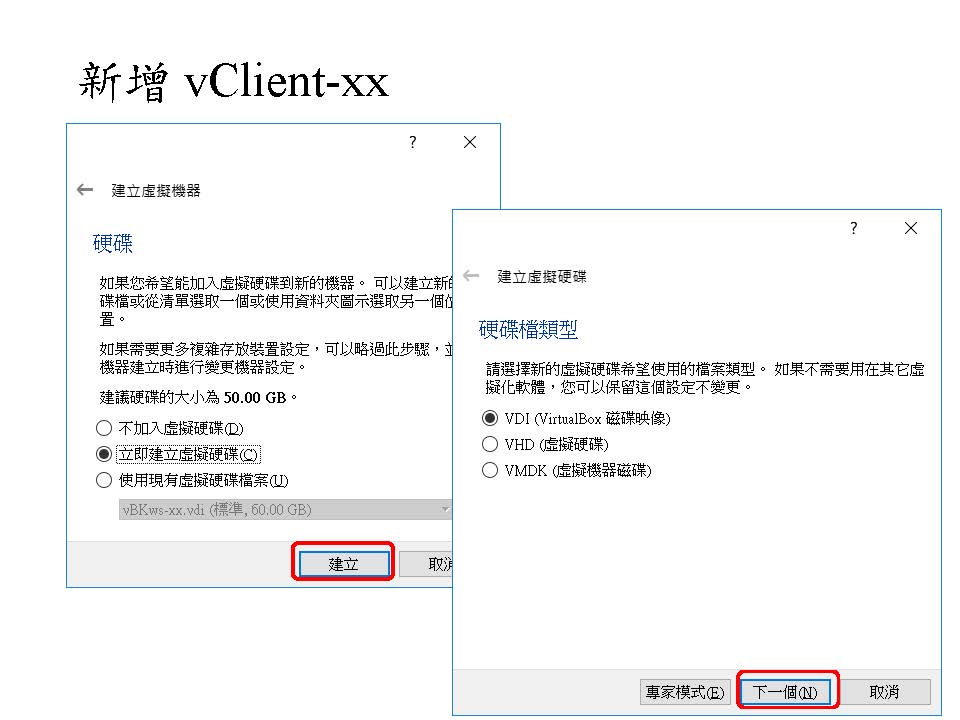 新增 vClient-xx
?
建立虛擬機器
硬碟
如果您希望能加入虛擬硬碟到新的機器。 可以建立新的
碟檔或從清單選取一個或使用資料夾圖示選取另一個位
置。
如果需要更多複雜存放裝置設定，可以略過此步驟，並
機器建立時進行變更機器設定。
建議硬碟的大小為 50.00 GB。
不加入虛擬硬碟(D)
立即建立虛擬硬碟(C)
使用現有虛擬硬碟檔案(U)
vBKws-xx.vdi (標準, 60.00 GB)
建立
取消
?
建立虛擬硬碟
硬碟檔類型
請選擇新的虛擬硬碟希望使用的檔案類型。 如果不需要用在其它虛
擬化軟體，您可以保留這個設定不變更。
VDI (VirtualBox 磁碟映像)
VHD (虛擬硬碟)
VMDK (虛擬機器磁碟)
專家模式(E)
下一個(N)
取消